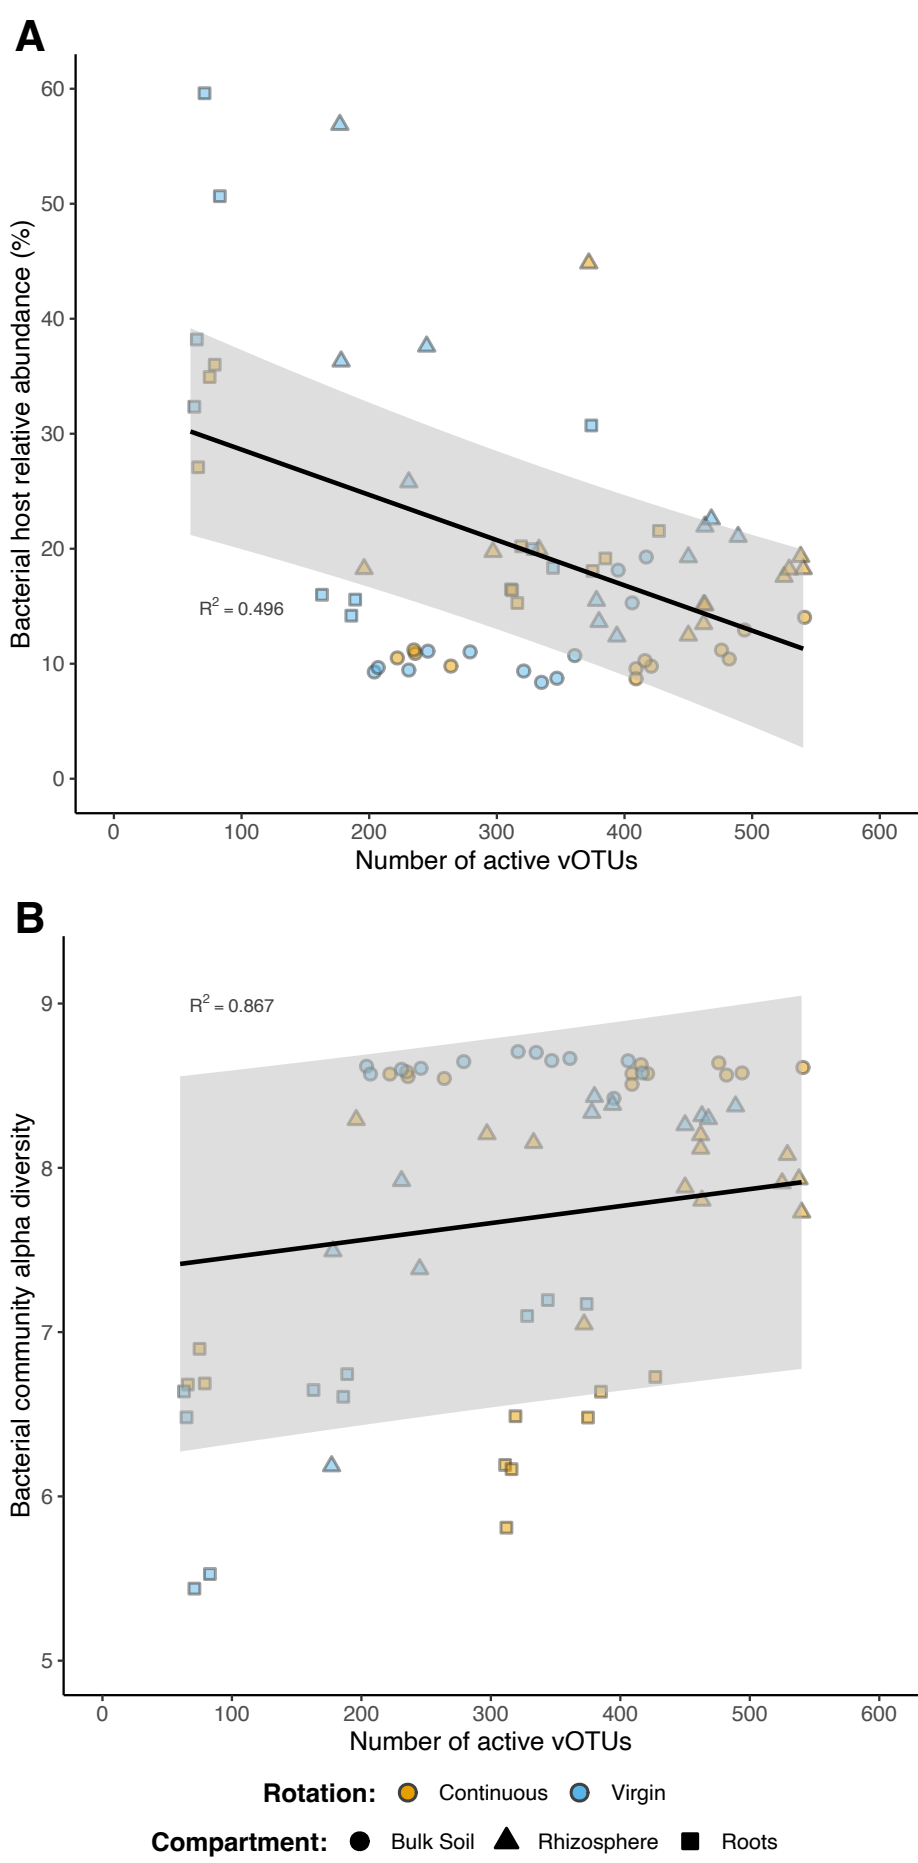 A
60
50
40
30
20
10
0
Bacterial host relative abundance (%)
R² = 0.496
0 100 200 300 400 500 600
Number of active vOTUs
B
9
8
7
6
5
Bacterial community alpha diversity
R² = 0.867
0 100 200 300 400 500 600
Number of active vOTUs
Rotation: Continuous Virgin
Compartment: Bulk Soil Rhizosphere Roots